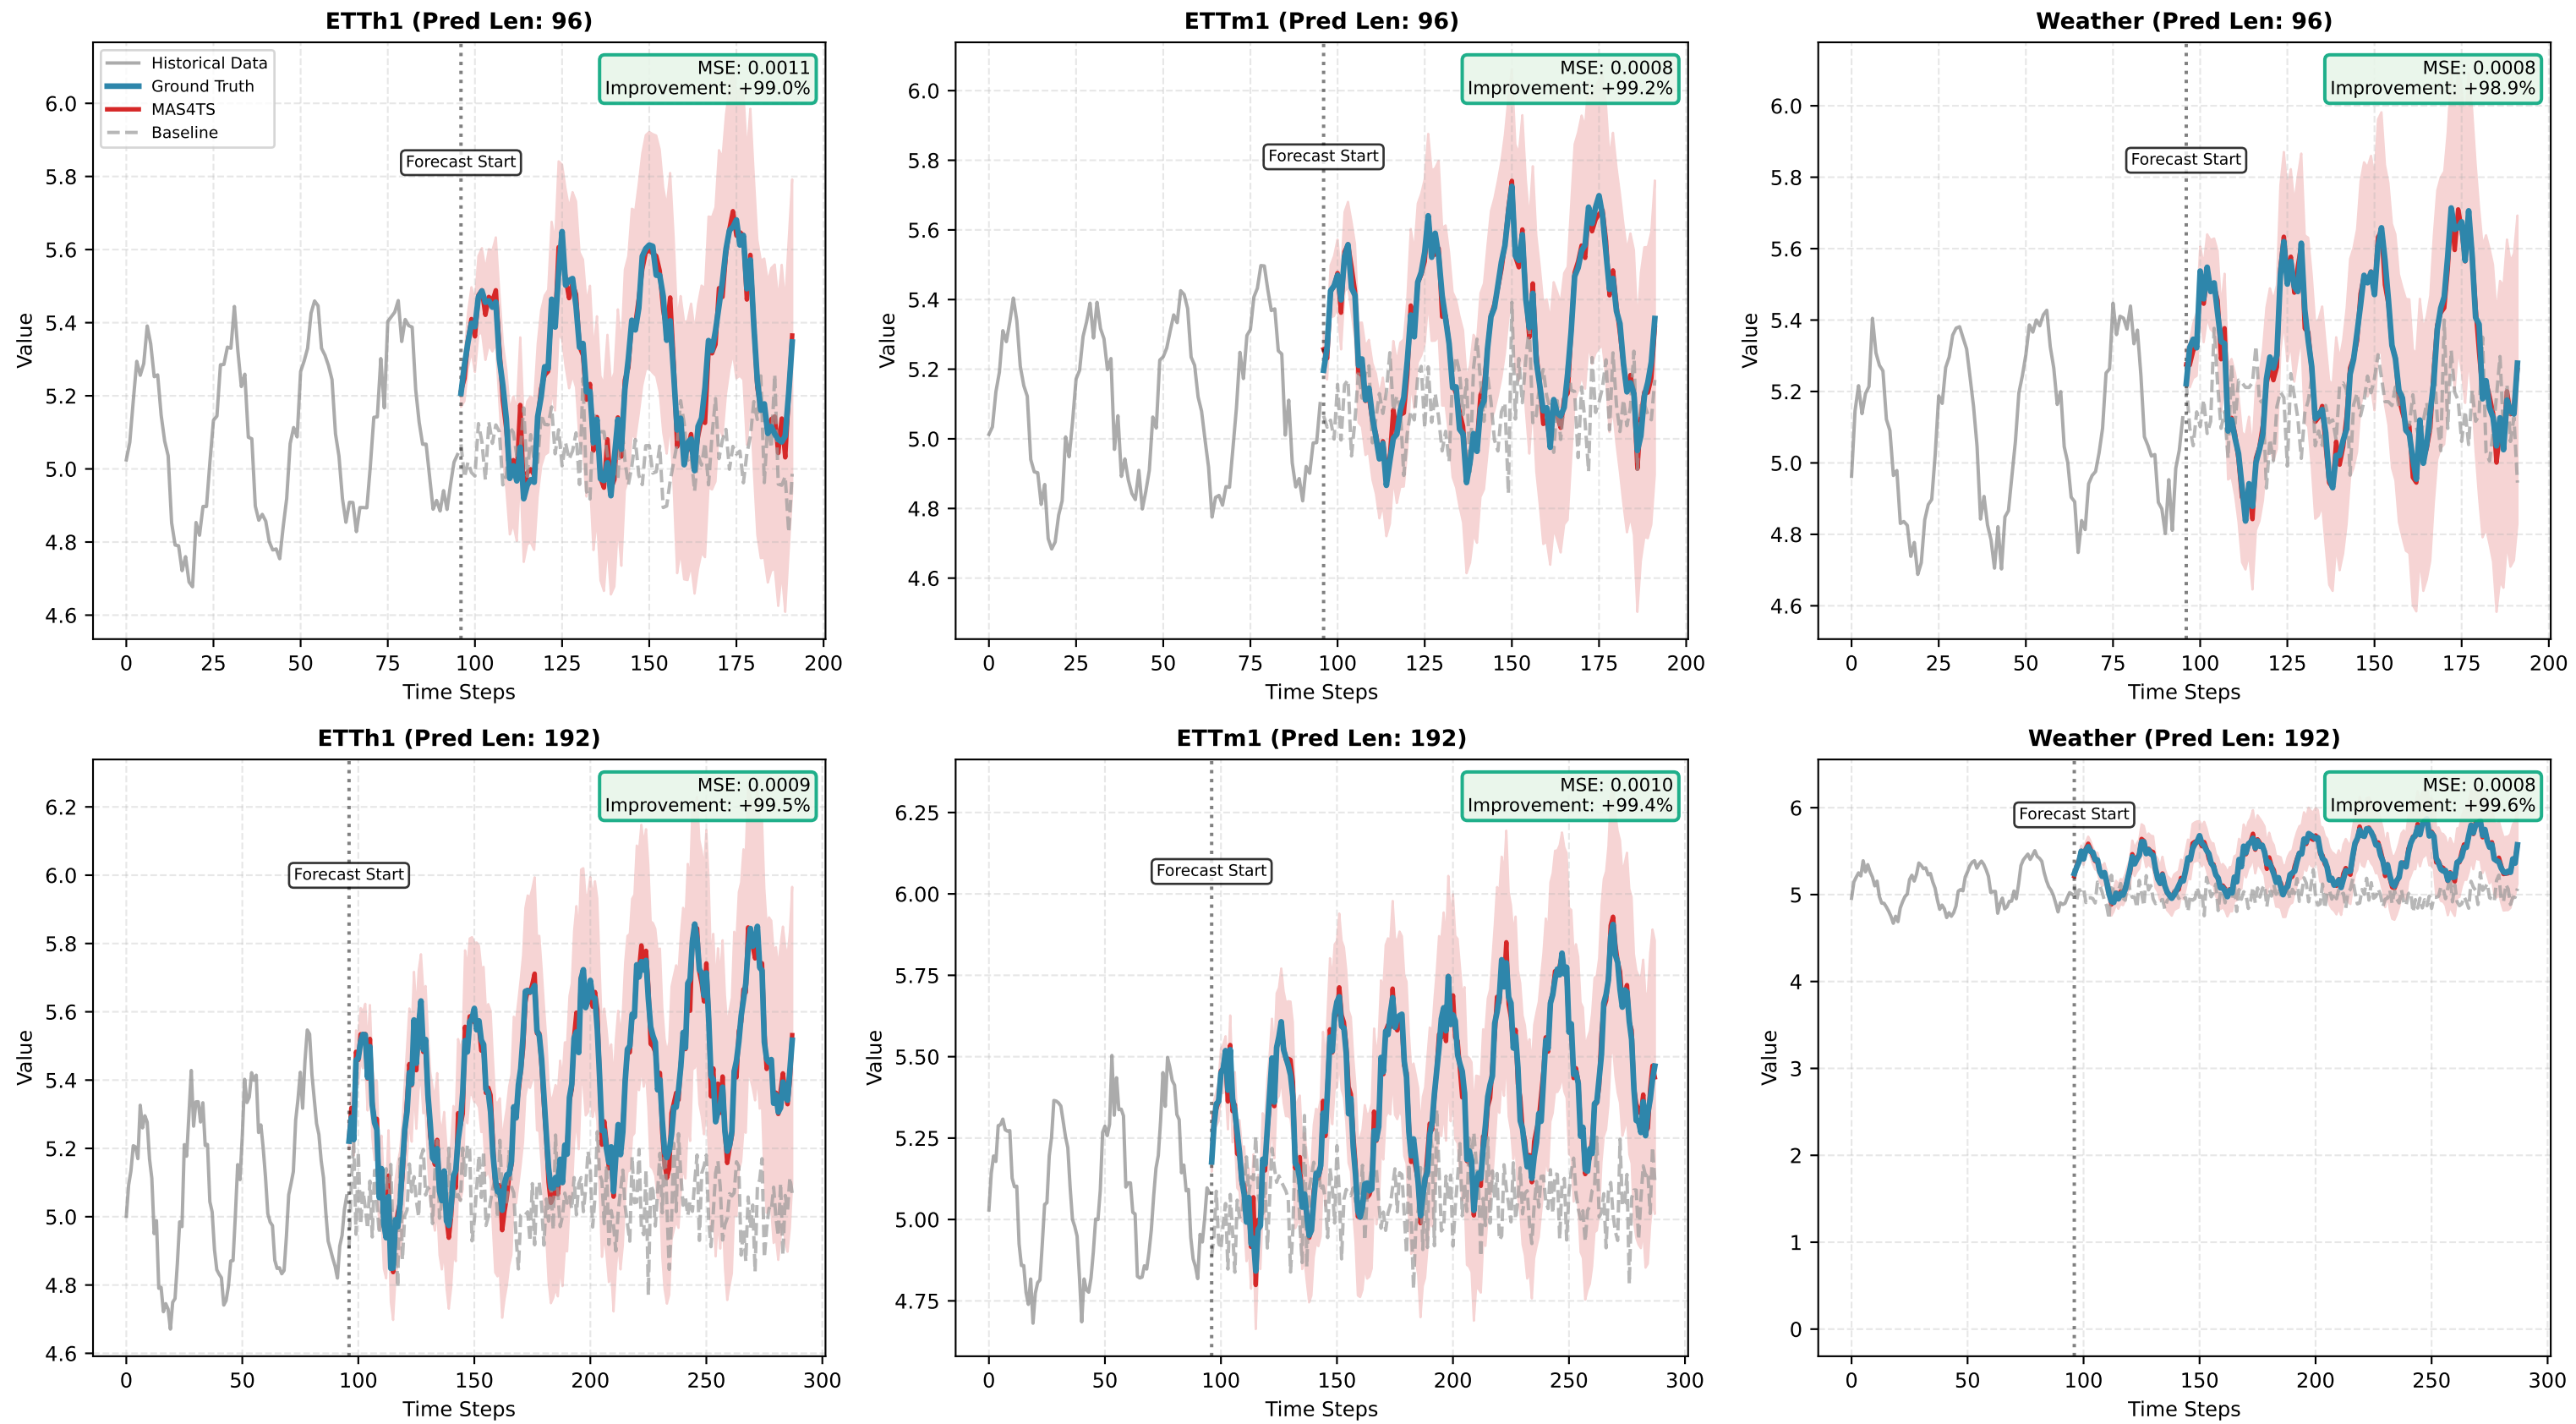 ETTh1 (Pred Len: 96)
Historical Data
Ground Truth
MAS4TS
Baseline
MSE: 0.0011
Improvement: +99.0%
Forecast Start
Value
6.0
5.8
5.6
5.4
5.2
5.0
4.8
4.6
0 25 50 75 100 125 150 175 200
Time Steps
ETTm1 (Pred Len: 96)
MSE: 0.0008
Improvement: +99.2%
Forecast Start
Value
6.0
5.8
5.6
5.4
5.2
5.0
4.8
4.6
0 25 50 75 100 125 150 175 200
Time Steps
Weather (Pred Len: 96)
MSE: 0.0008
Improvement: +98.9%
Forecast Start
Value
6.0
5.8
5.6
5.4
5.2
5.0
4.8
4.6
0 25 50 75 100 125 150 175 200
Time Steps
ETTh1 (Pred Len: 192)
MSE: 0.0009
Improvement: +99.5%
Forecast Start
Value
6.2
6.0
5.8
5.6
5.4
5.2
5.0
4.8
4.6
0 50 100 150 200 250 300
Time Steps
ETTm1 (Pred Len: 192)
MSE: 0.0010
Improvement: +99.4%
Forecast Start
Value
6.25
6.00
5.75
5.50
5.25
5.00
4.75
0 50 100 150 200 250 300
Time Steps
Weather (Pred Len: 192)
MSE: 0.0008
Improvement: +99.6%
Forecast Start
Value
6
5
4
3
2
1
0
0 50 100 150 200 250 300
Time Steps